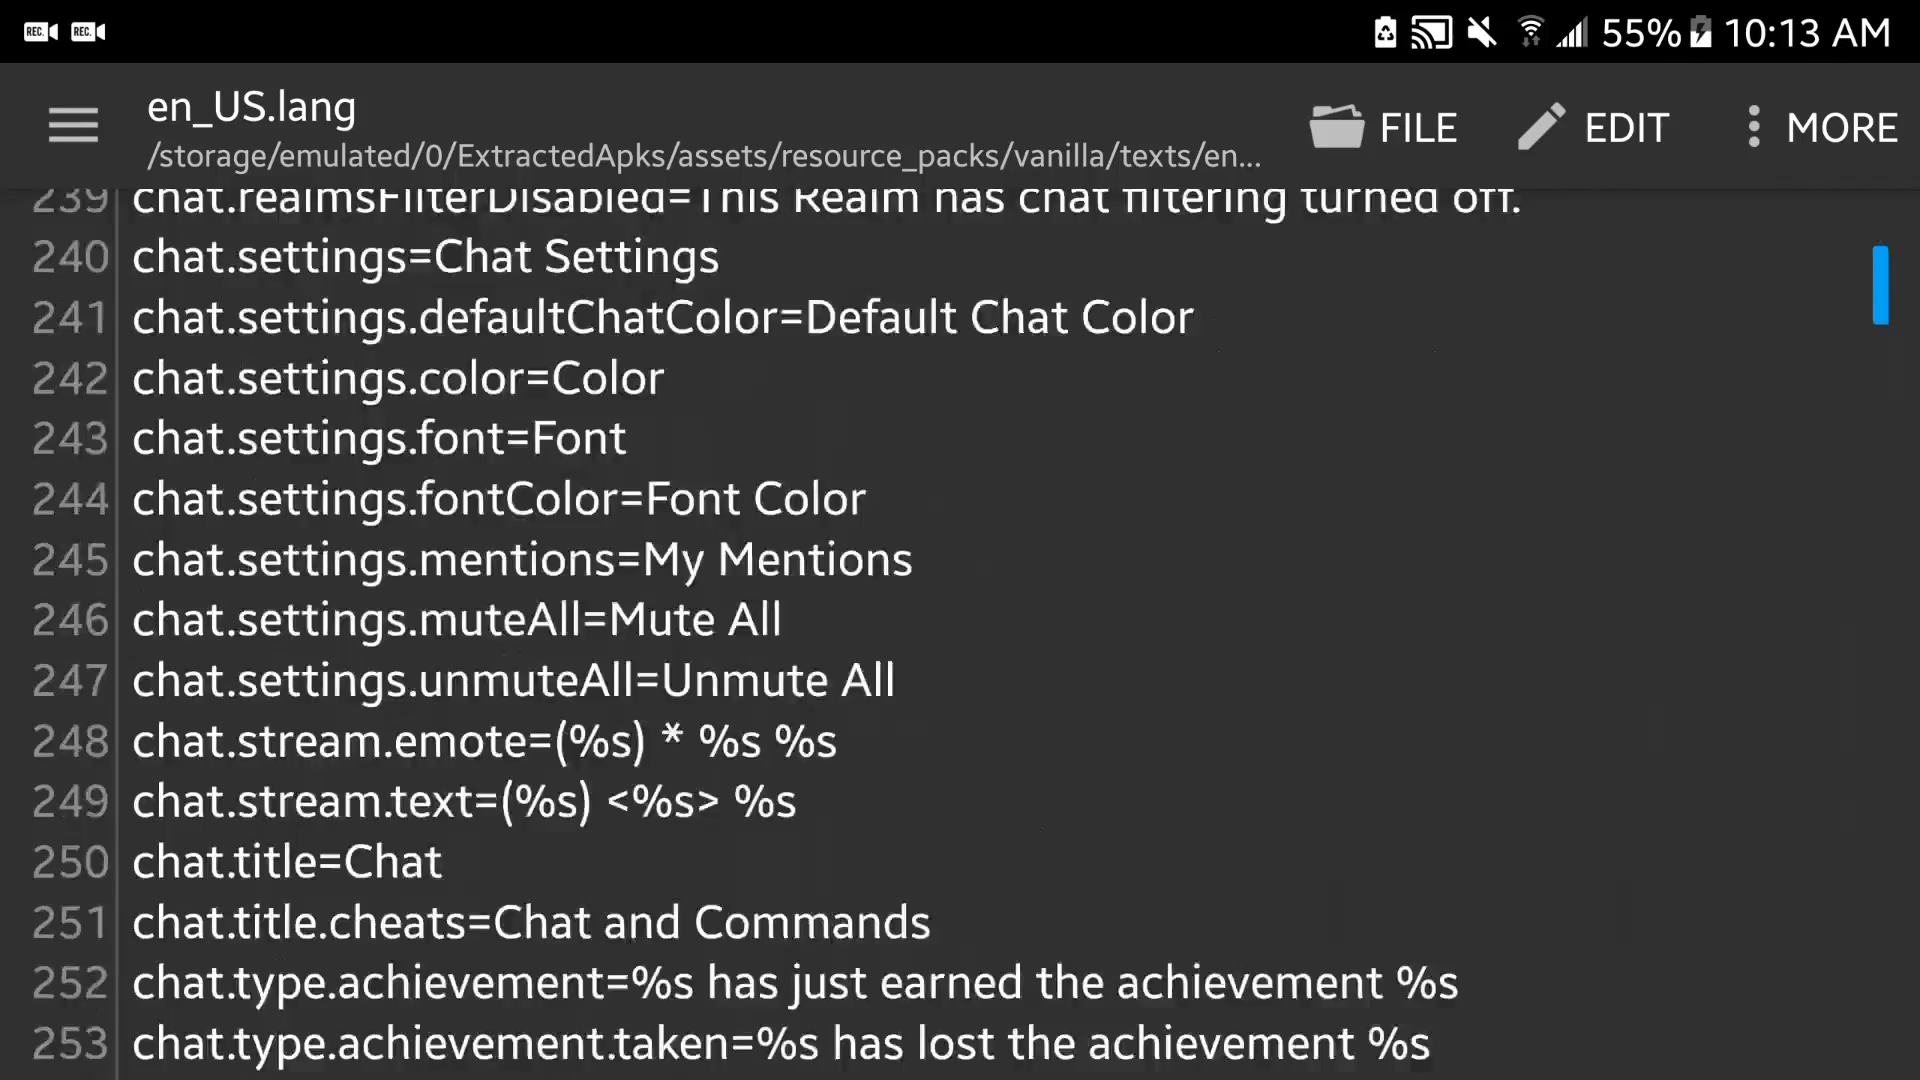 REC. REC. 55% 10:13 AM
en_US.lang
/storage/emulated/0/ExtractedApks/assets/resource_packs/vanilla/texts/en...
FILE EDIT MORE
239 chat.realmsFilterDisabled=This Realm has chat filtering turned off.
240 chat.settings=Chat Settings
241 chat.settings.defaultChatColor=Default Chat Color
242 chat.settings.color=Color
243 chat.settings.font=Font
244 chat.settings.fontColor=Font Color
245 chat.settings.mentions=My Mentions
246 chat.settings.muteAll=Mute All
247 chat.settings.unmuteAll=Unmute All
248 chat.stream.emote=(%s) * %s %s
249 chat.stream.text=(%s) <%s> %s
250 chat.title=Chat
251 chat.title.cheats=Chat and Commands
252 chat.type.achievement=%s has just earned the achievement %s
253 chat.type.achievement.taken=%s has lost the achievement %s